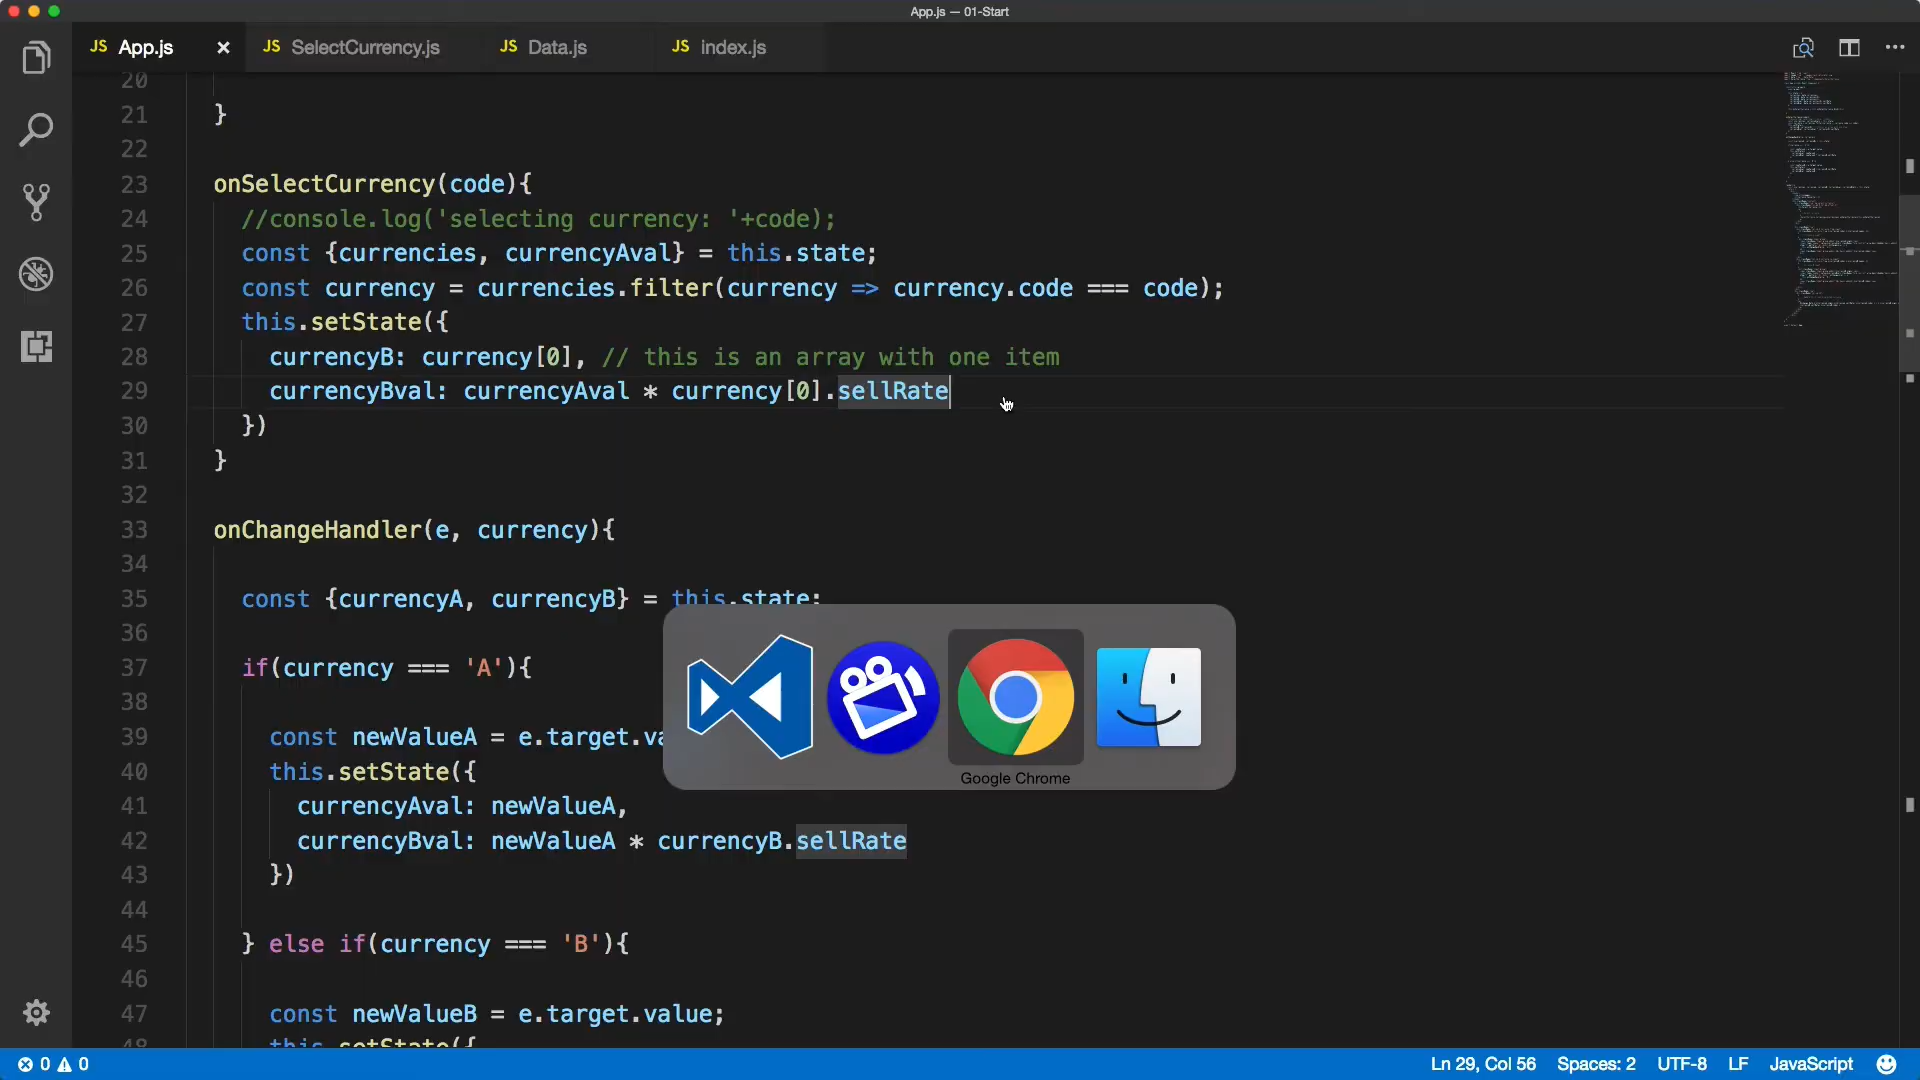 App.js — 01-Start
JS App.js
JS SelectCurrency.js
JS Data.js
JS index.js
20
21 }
22
23 onSelectCurrency(code){
24 //console.log('selecting currency: '+code);
25 const {currencies, currencyAval} = this.state;
26 const currency = currencies.filter(currency => currency.code === code);
27 this.setState({
28 currencyB: currency[0], // this is an array with one item
29 currencyBval: currencyAval * currency[0].sellRate
30 })
31 }
32
33 onChangeHandler(e, currency){
34
35 const {currencyA, currencyB} = this.state;
36
37 if(currency === 'A'){
38
39 const newValueA = e.target.va
40 this.setState({
41 currencyAval: newValueA,
42 currencyBval: newValueA * currencyB.sellRate
43 })
44
45 } else if(currency === 'B'){
46
47 const newValueB = e.target.value;
48 this.setState({
Google Chrome
0 0
Ln 29, Col 56 Spaces: 2 UTF-8 LF JavaScript